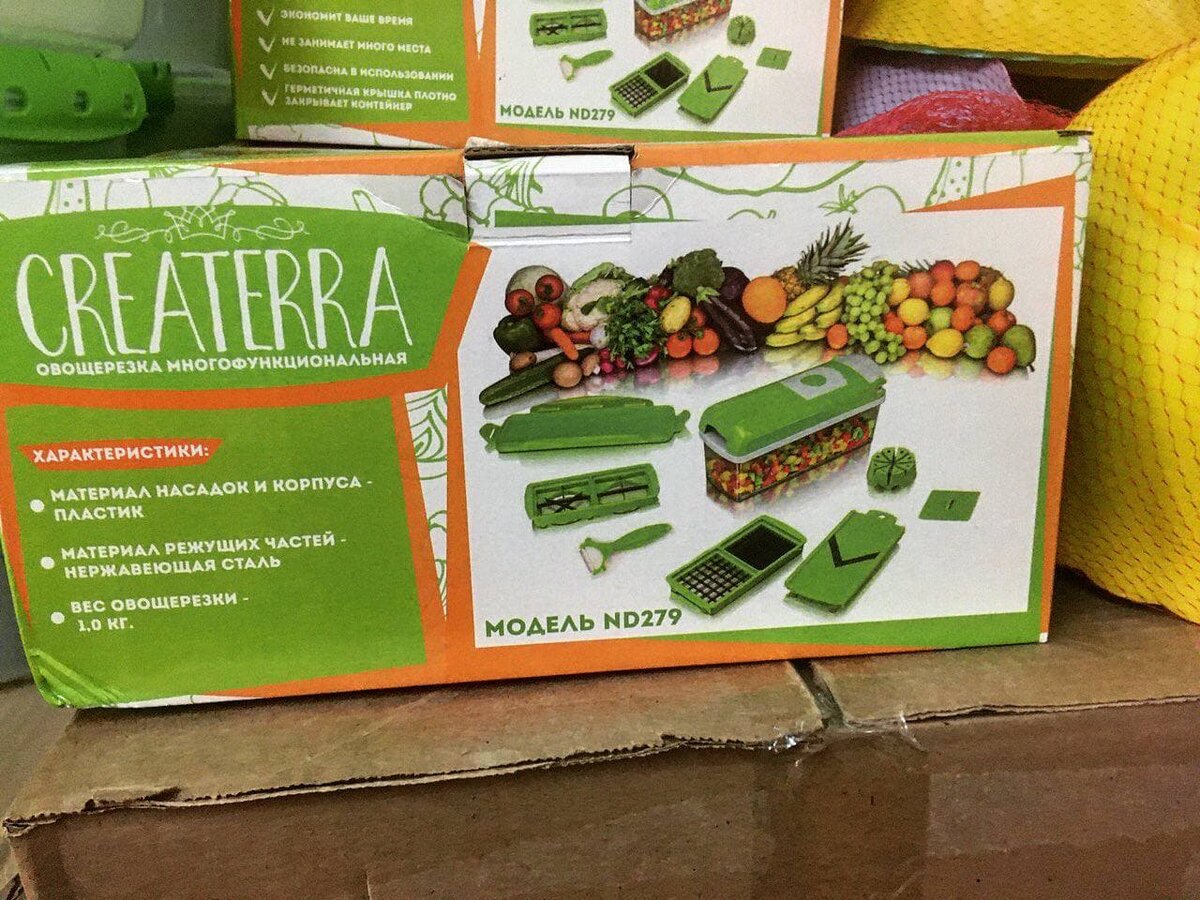 ЭКОНОМИТ ВАШЕ ВРЕМЯ
НЕ ЗАНИМАЕТ МНОГО МЕСТА
БЕЗОПАСНА В ИСПОЛЬЗОВАНИИ
ГЕРМЕТИЧНАЯ КРЫШКА ПЛОТНО
ЗАКРЫВАЕТ КОНТЕЙНЕР
МОДЕЛЬ ND279
CREATERRA
ОВОЩЕРЕЗКА МНОГОФУНКЦИОНАЛЬНАЯ
ХАРАКТЕРИСТИКИ:
МАТЕРИАЛ НАСАДОК И КОРПУСА -
ПЛАСТИК
МАТЕРИАЛ РЕЖУЩИХ ЧАСТЕЙ -
НЕРЖАВЕЮЩАЯ СТАЛЬ
ВЕС ОВОЩЕРЕЗКИ -
1,0 КГ.
МОДЕЛЬ ND279